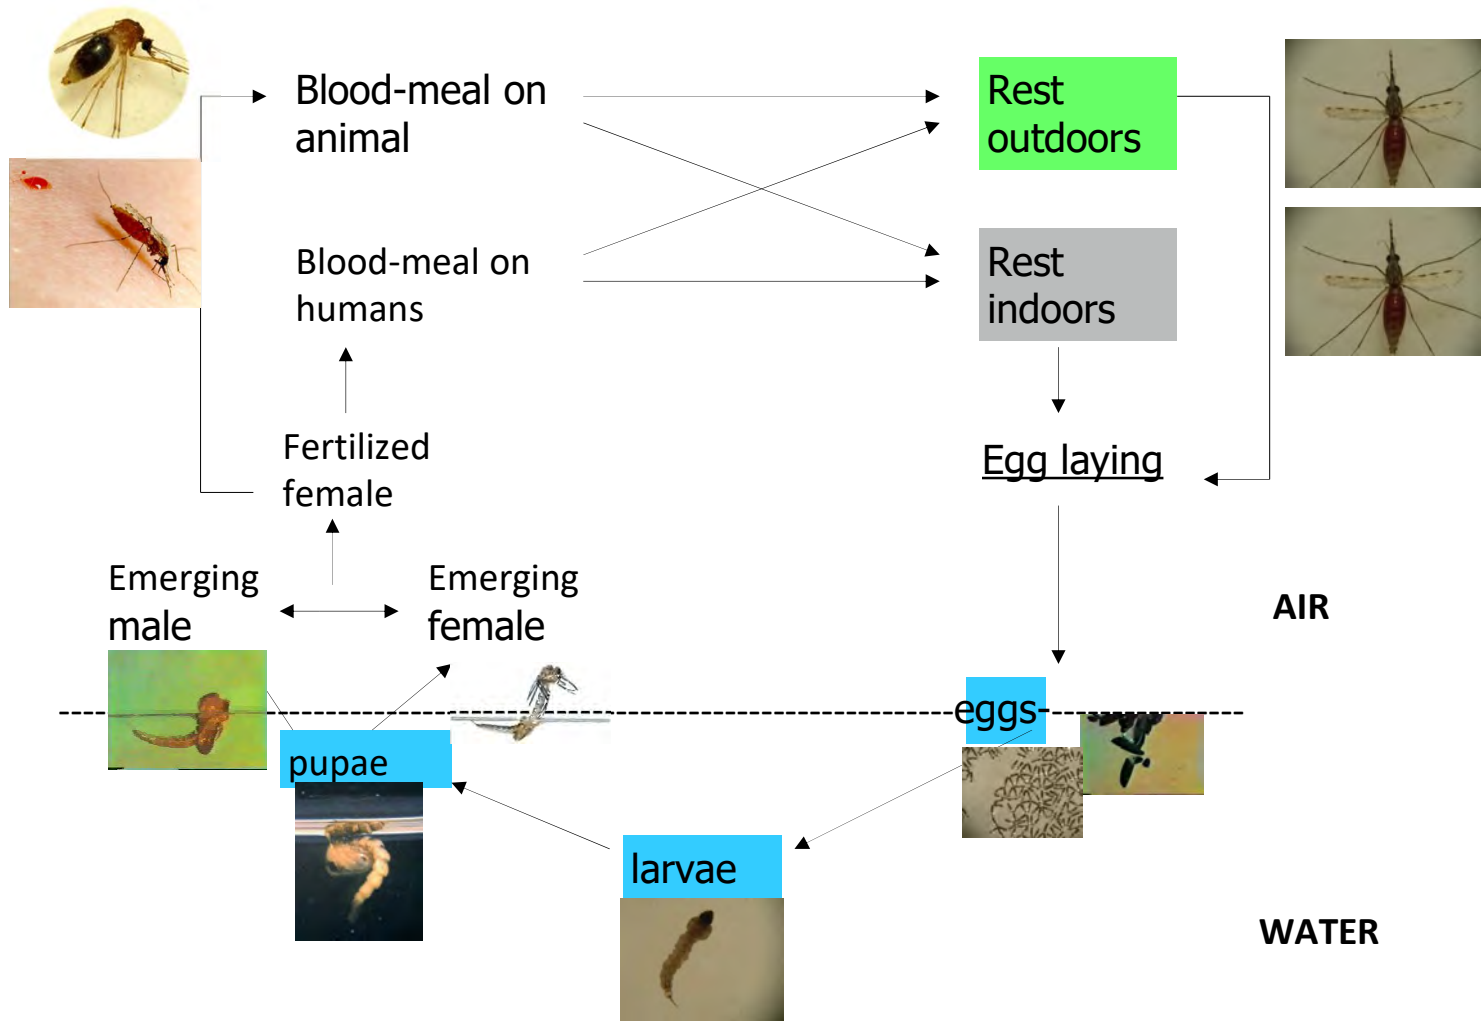 Blood-meal on
animal
Rest
outdoors
Blood-meal on
humans
Rest
indoors
Fertilized
female
Egg laying
Emerging
male
Emerging
female
AIR
eggs-
pupae
larvae
WATER